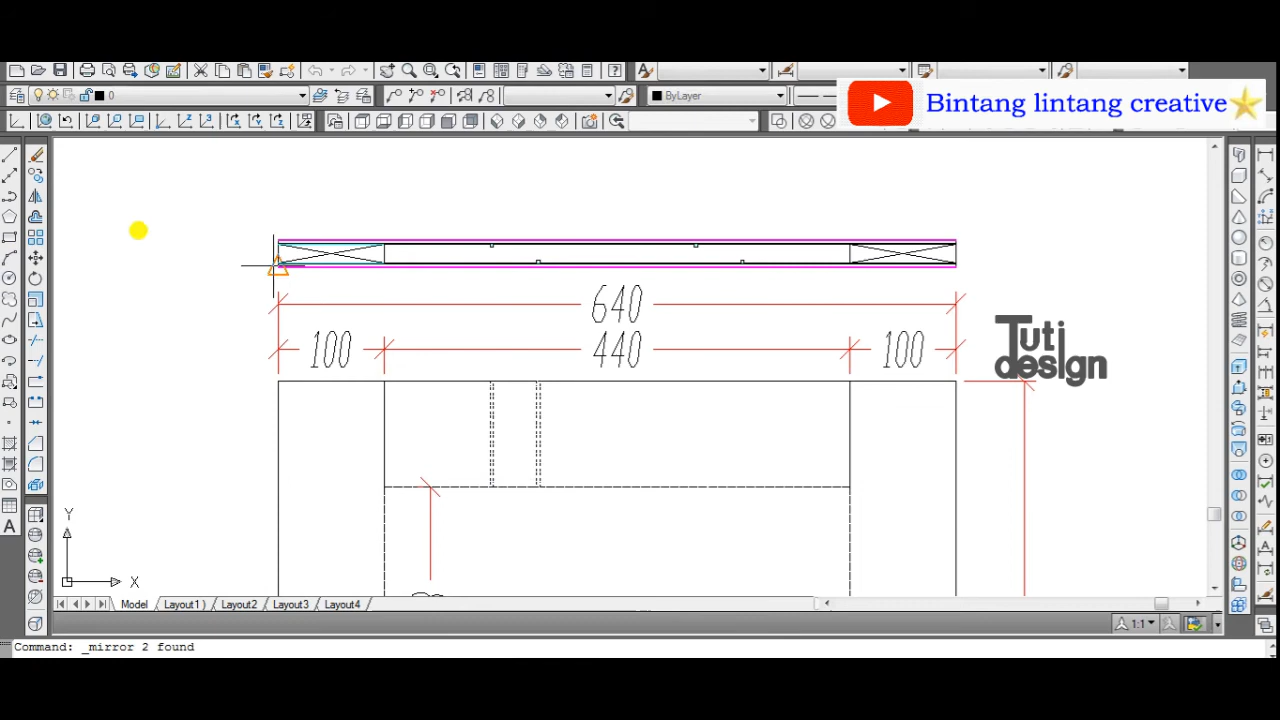 0
ByLayer
Bintang lintang creative
640
100
440
100
Tuti
design
Y
X
Model
Layout1)
Layout2
Layout3
Layout4
1:1
Command: _mirror 2 found